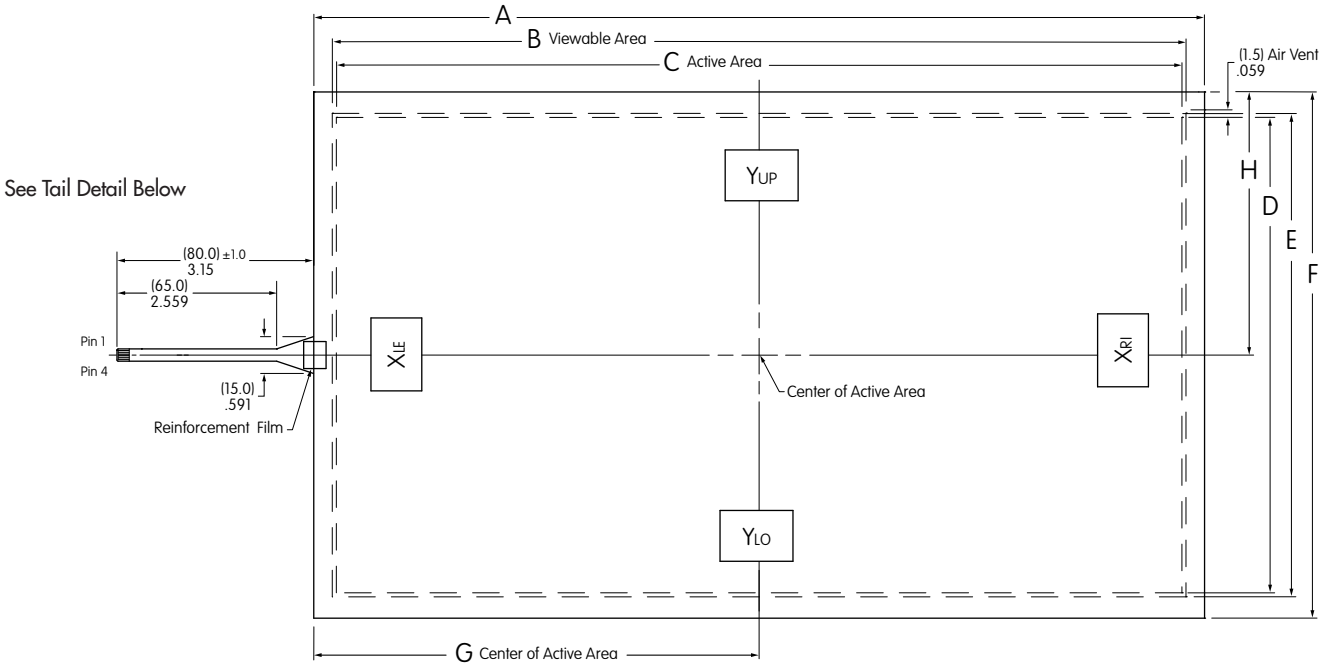 A
B Viewable Area
C Active Area
(1.5) Air Vent
.059
See Tail Detail Below
YUP
H
D
E
F
(80.0) ±1.0
3.15
(65.0)
2.559
Pin 1
Pin 4
XLE
XRI
(15.0)
.591
Center of Active Area
Reinforcement Film
YLO
G Center of Active Area